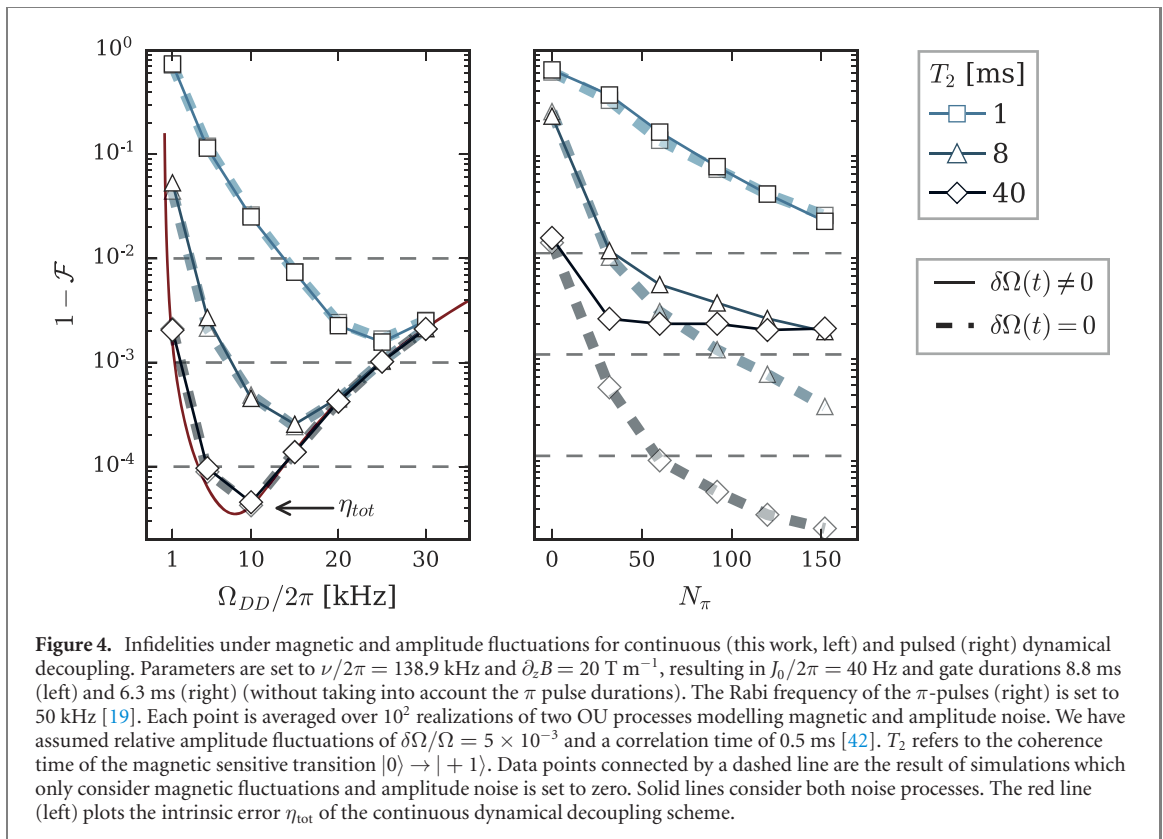 10⁰
10⁻¹
10⁻²
10⁻³
10⁻⁴
1 − F
η_tot
1 10 20 30
Ω_DD/2π [kHz]
0 50 100 150
N_π
T₂ [ms]
1
8
40
δΩ(t) ≠ 0
δΩ(t) = 0
Figure 4. Infidelities under magnetic and amplitude fluctuations for continuous (this work, left) and pulsed (right) dynamical
decoupling. Parameters are set to ν/2π = 138.9 kHz and ∂_zB = 20 T m⁻¹, resulting in J₀/2π = 40 Hz and gate durations 8.8 ms
(left) and 6.3 ms (right) (without taking into account the π pulse durations). The Rabi frequency of the π-pulses (right) is set to
50 kHz [19]. Each point is averaged over 10² realizations of two OU processes modelling magnetic and amplitude noise. We have
assumed relative amplitude fluctuations of δΩ/Ω = 5 × 10⁻³ and a correlation time of 0.5 ms [42]. T₂ refers to the coherence
time of the magnetic sensitive transition |0⟩ → | + 1⟩. Data points connected by a dashed line are the result of simulations which
only consider magnetic fluctuations and amplitude noise is set to zero. Solid lines consider both noise processes. The red line
(left) plots the intrinsic error η_tot of the continuous dynamical decoupling scheme.